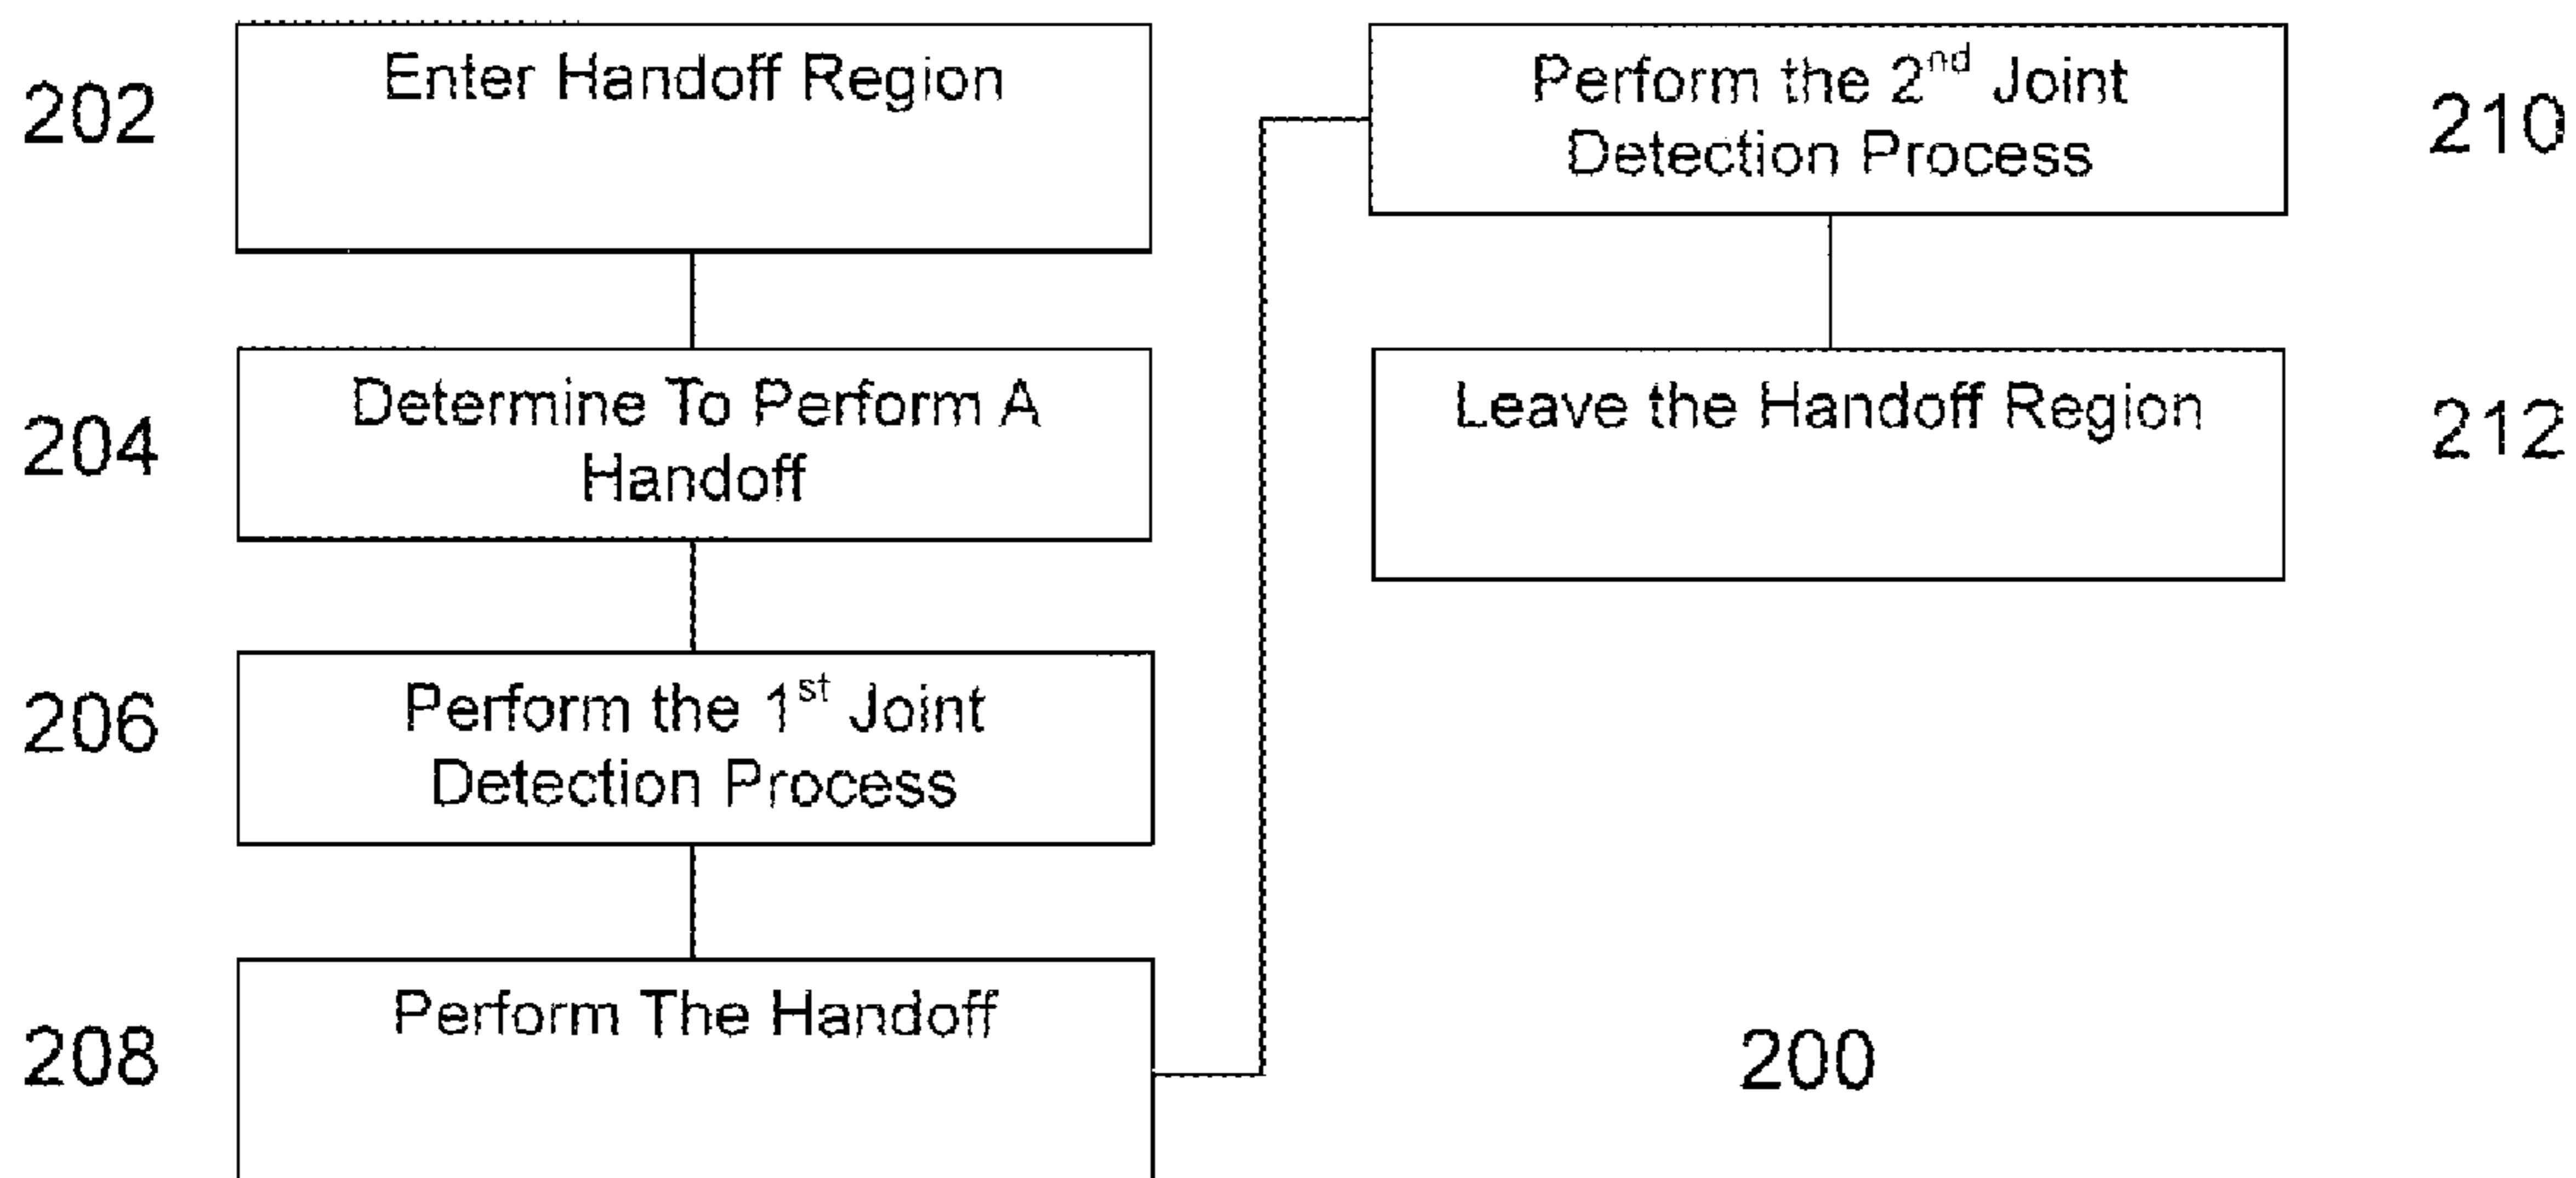 202
Enter Handoff Region
204
Determine To Perform A
Handoff
206
Perform the 1st Joint
Detection Process
208
Perform The Handoff
Perform the 2nd Joint
Detection Process
210
Leave the Handoff Region
212
200